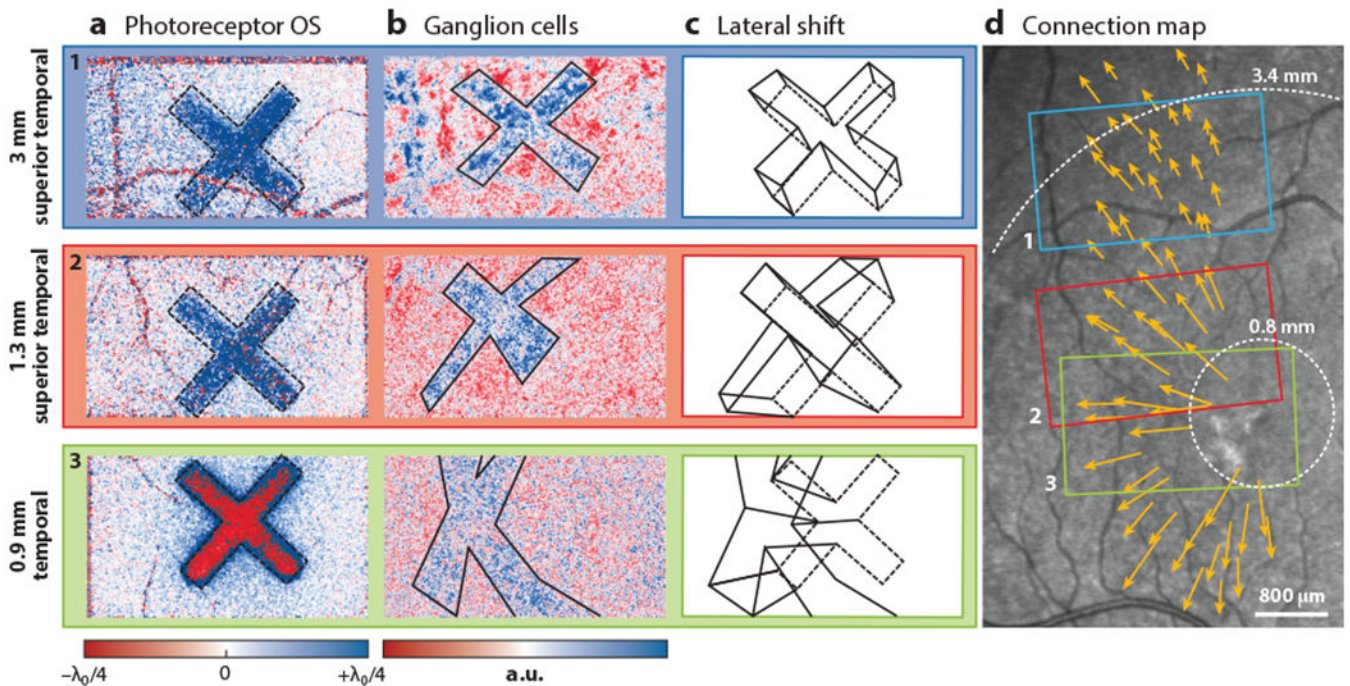 a Photoreceptor OS
b Ganglion cells
c Lateral shift
d Connection map
3 mm
superior temporal
1
1.3 mm
superior temporal
2
0.9 mm
temporal
3
3.4 mm
1
0.8 mm
2
3
800 µm
−λ₀/4
0
+λ₀/4
a.u.